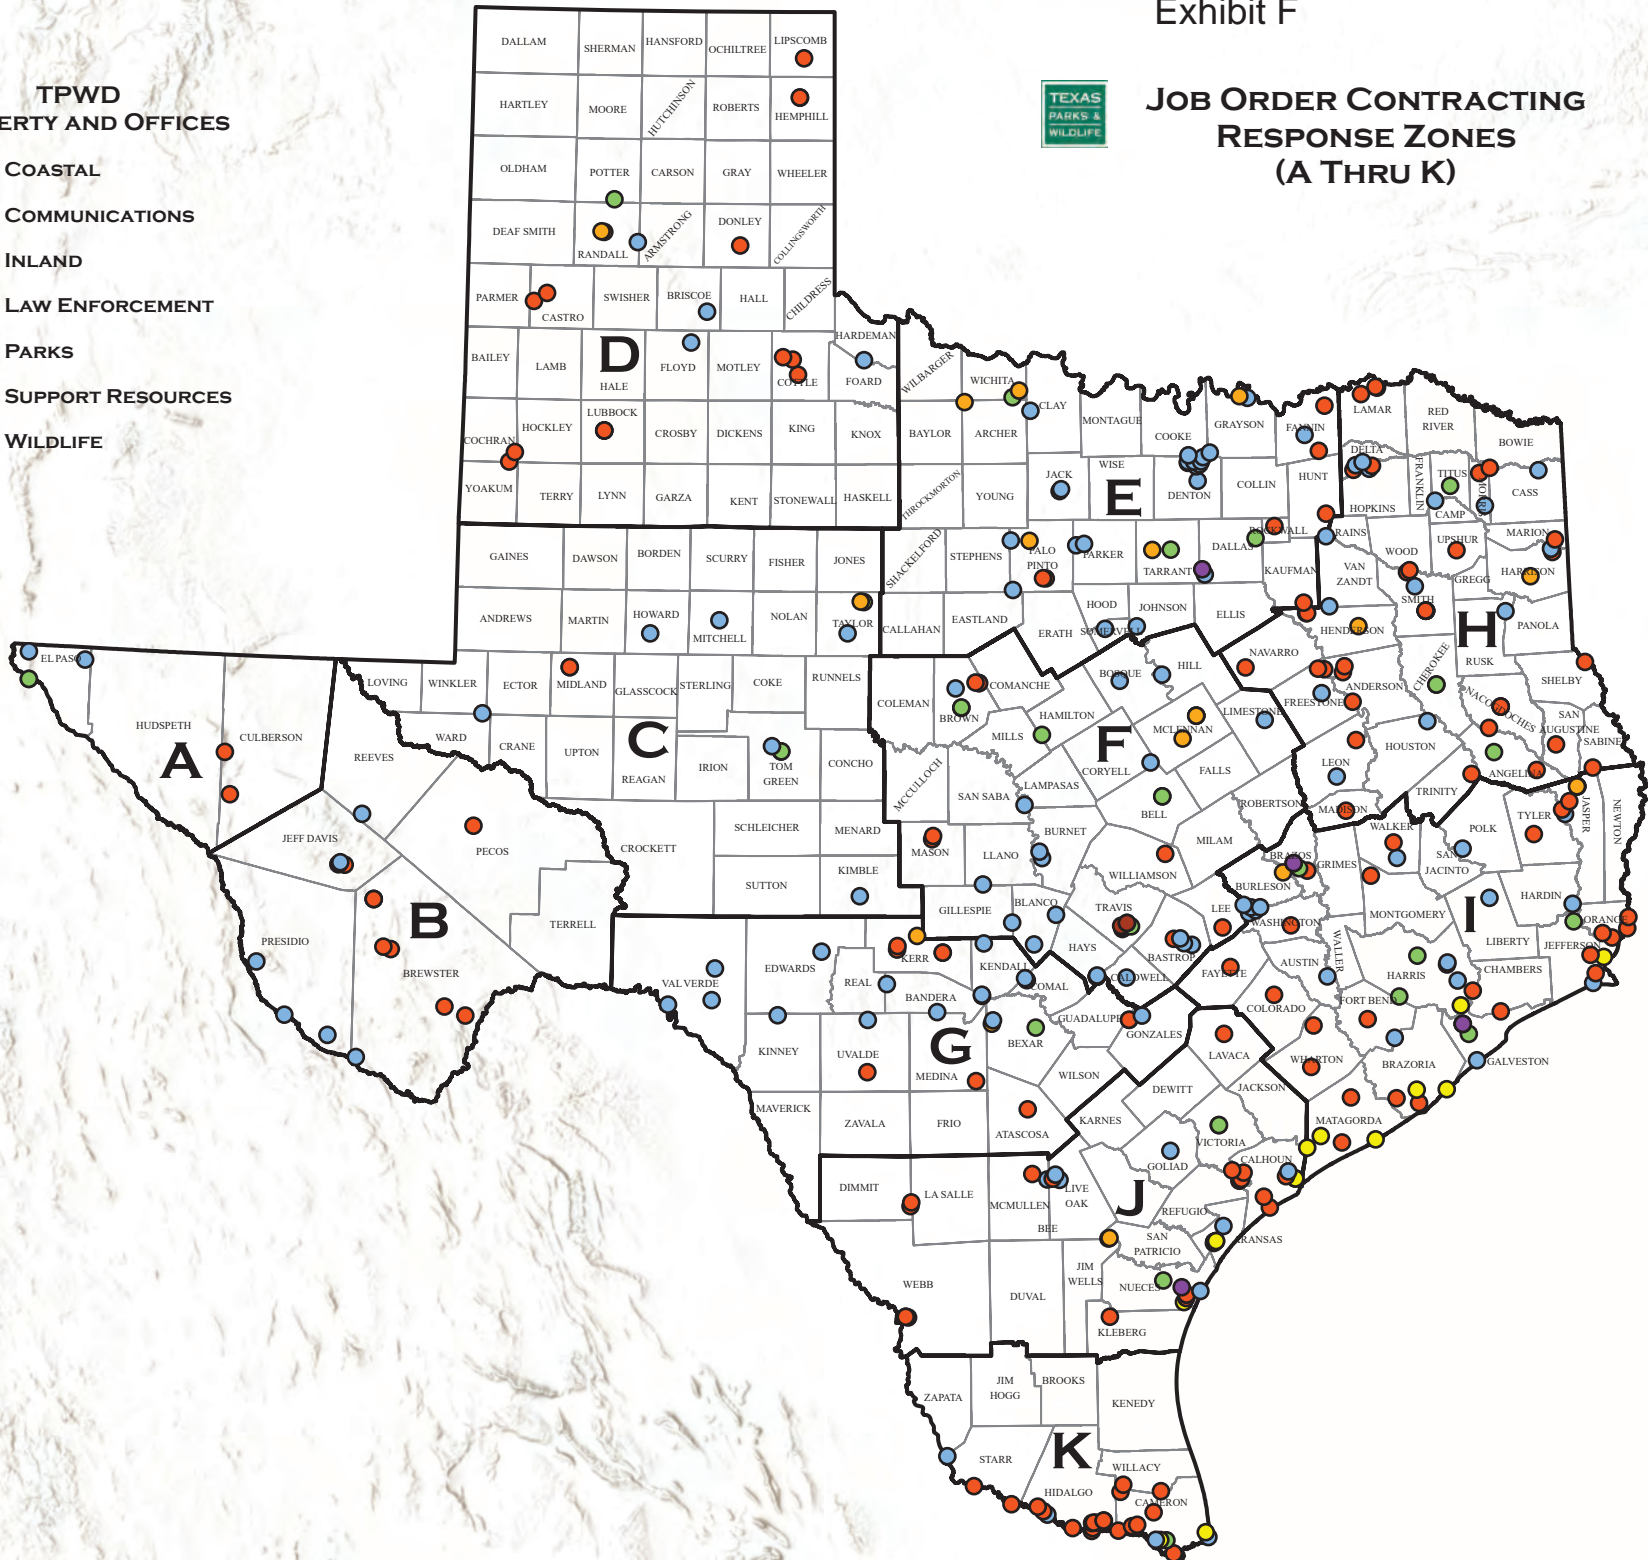 Exhibit F
TEXAS
PARKS &
WILDLIFE
JOB ORDER CONTRACTING
RESPONSE ZONES
(A THRU K)
TPWD
ERTY AND OFFICES
COASTAL
COMMUNICATIONS
INLAND
LAW ENFORCEMENT
PARKS
SUPPORT RESOURCES
WILDLIFE
DALLAM
SHERMAN
HANSFORD
OCHILTREE
LIPSCOMB
HARTLEY
MOORE
HUTCHINSON
ROBERTS
HEMPHILL
OLDHAM
POTTER
CARSON
GRAY
WHEELER
DEAF SMITH
RANDALL
ARMSTRONG
DONLEY
COLLINGSWORTH
PARMER
CASTRO
SWISHER
BRISCOE
HALL
CHILDRESS
BAILEY
LAMB
D
HALE
FLOYD
MOTLEY
COTTLE
HARDEMAN
FOARD
COCHRAN
HOCKLEY
LUBBOCK
CROSBY
DICKENS
KING
KNOX
YOAKUM
TERRY
LYNN
GARZA
KENT
STONEWALL
HASKELL
WILBARGER
WICHITA
CLAY
BAYLOR
ARCHER
MONTAGUE
COOKE
GRAYSON
FANNIN
THROCKMORTON
YOUNG
JACK
WISE
E
DENTON
COLLIN
HUNT
SHACKELFORD
STEPHENS
PALO
PINTO
PARKER
TARRANT
DALLAS
ROCKWALL
KAUFMAN
CALLAHAN
EASTLAND
ERATH
HOOD
SOMERVELL
JOHNSON
ELLIS
LAMAR
RED
RIVER
BOWIE
DELTA
FRANKLIN
TITUS
MORRIS
CASS
HOPKINS
CAMP
RAINS
WOOD
UPSHUR
MARION
VAN
ZANDT
GREGG
HARRISON
SMITH
H
HENDERSON
PANOLA
RUSK
CHEROKEE
NAVARRO
ANDERSON
FREESTONE
NACOGDOCHES
SHELBY
SAN
AUGUSTINE
SABINE
HOUSTON
ANGELINA
LEON
MADISON
TRINITY
GAINES
DAWSON
BORDEN
SCURRY
FISHER
JONES
ANDREWS
MARTIN
HOWARD
MITCHELL
NOLAN
TAYLOR
LOVING
WINKLER
ECTOR
MIDLAND
GLASSCOCK
STERLING
COKE
RUNNELS
WARD
CRANE
UPTON
C
REAGAN
IRION
TOM
GREEN
CONCHO
SCHLEICHER
MENARD
CROCKETT
SUTTON
KIMBLE
EL PASO
HUDSPETH
CULBERSON
A
REEVES
JEFF DAVIS
PECOS
PRESIDIO
B
BREWSTER
TERRELL
COLEMAN
BROWN
COMANCHE
MILLS
HAMILTON
BOSQUE
HILL
F
MCLENNAN
LIMESTONE
CORYELL
FALLS
MCCULLOCH
SAN SABA
LAMPASAS
BELL
ROBERTSON
MASON
LLANO
BURNET
MILAM
WILLIAMSON
GILLESPIE
BLANCO
TRAVIS
LEE
HAYS
BASTROP
CALDWELL
VAL VERDE
EDWARDS
KERR
REAL
KENDALL
BANDERA
COMAL
GUADALUPE
GONZALES
KINNEY
UVALDE
G
MEDINA
BEXAR
WILSON
MAVERICK
ZAVALA
FRIO
ATASCOSA
BRAZOS
BURLESON
GRIMES
WALKER
SAN
JACINTO
POLK
TYLER
JASPER
NEWTON
WASHINGTON
MONTGOMERY
I
HARDIN
LIBERTY
ORANGE
JEFFERSON
CHAMBERS
AUSTIN
WALLER
HARRIS
FAYETTE
COLORADO
FORT BEND
WHARTON
BRAZORIA
GALVESTON
MATAGORDA
LAVACA
JACKSON
DEWITT
KARNES
VICTORIA
GOLIAD
CALHOUN
J
REFUGIO
DIMMIT
LA SALLE
MCMULLEN
LIVE
OAK
BEE
SAN
PATRICIO
WEBB
DUVAL
JIM
WELLS
NUECES
KLEBERG
ZAPATA
JIM
HOGG
BROOKS
KENEDY
STARR
K
HIDALGO
WILLACY
CAMERON